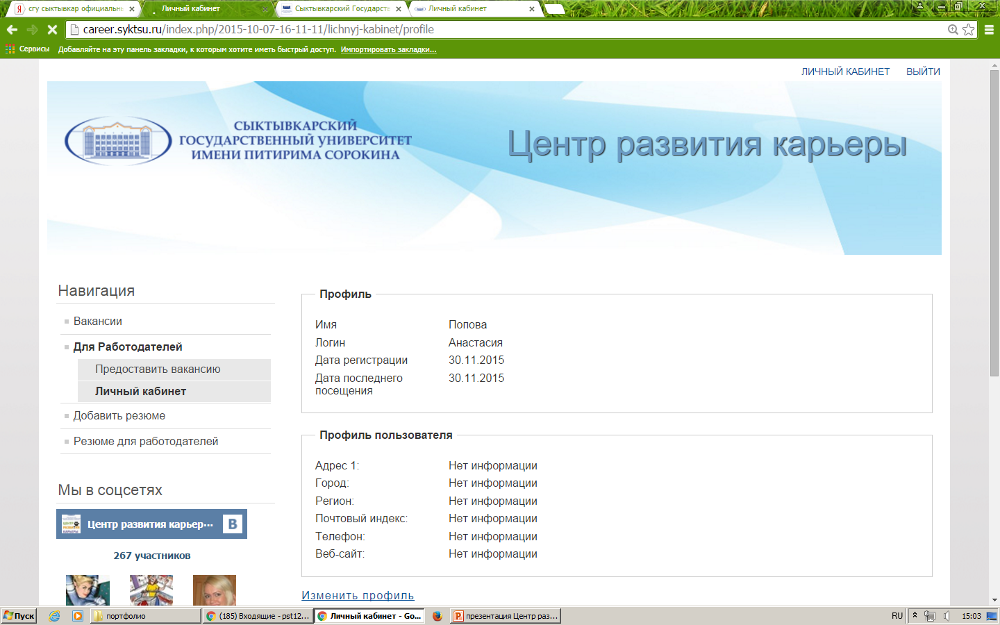 сгу сыктывкар официальн
Личный кабинет
Сыктывкарский Государств
Личный кабинет
career.syktsu.ru/index.php/2015-10-07-16-11-11/lichnyj-kabinet/profile
Сервисы
Добавляйте на эту панель закладки, к которым хотите иметь быстрый доступ. Импортировать закладки...
ЛИЧНЫЙ КАБИНЕТ ВЫЙТИ
СЫКТЫВКАРСКИЙ
ГОСУДАРСТВЕННЫЙ УНИВЕРСИТЕТ
ИМЕНИ ПИТИРИМА СОРОКИНА
Центр развития карьеры
Навигация
Вакансии
Для Работодателей
Предоставить вакансию
Личный кабинет
Добавить резюме
Резюме для работодателей
Мы в соцсетях
Центр развития карьер...
В
267 участников
Профиль
Имя Попова
Логин Анастасия
Дата регистрации 30.11.2015
Дата последнего 30.11.2015
посещения
Профиль пользователя
Адрес 1: Нет информации
Город: Нет информации
Регион: Нет информации
Почтовый индекс: Нет информации
Телефон: Нет информации
Веб-сайт: Нет информации
Изменить профиль
Пуск
портфолио
(185) Входящие - pst12...
Личный кабинет - Go...
презентация Центр раз...
RU
15:03